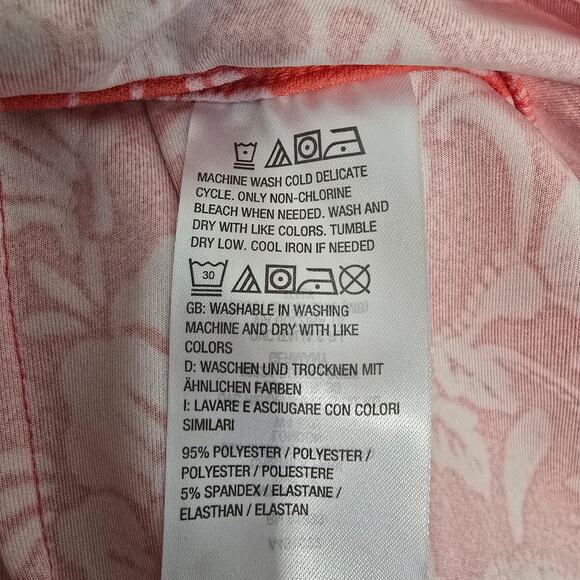 MACHINE WASH COLD DELICATE
CYCLE. ONLY NON-CHLORINE
BLEACH WHEN NEEDED. WASH AND
DRY WITH LIKE COLORS. TUMBLE
DRY LOW. COOL IRON IF NEEDED
30
GB: WASHABLE IN WASHING
MACHINE AND DRY WITH LIKE
COLORS
D: WASCHEN UND TROCKNEN MIT
ÄHNLICHEN FARBEN
I: LAVARE E ASCIUGARE CON COLORI
SIMILARI
95% POLYESTER / POLYESTER /
POLYESTER / POLIESTERE
5% SPANDEX / ELASTANE /
ELASTHAN / ELASTAN